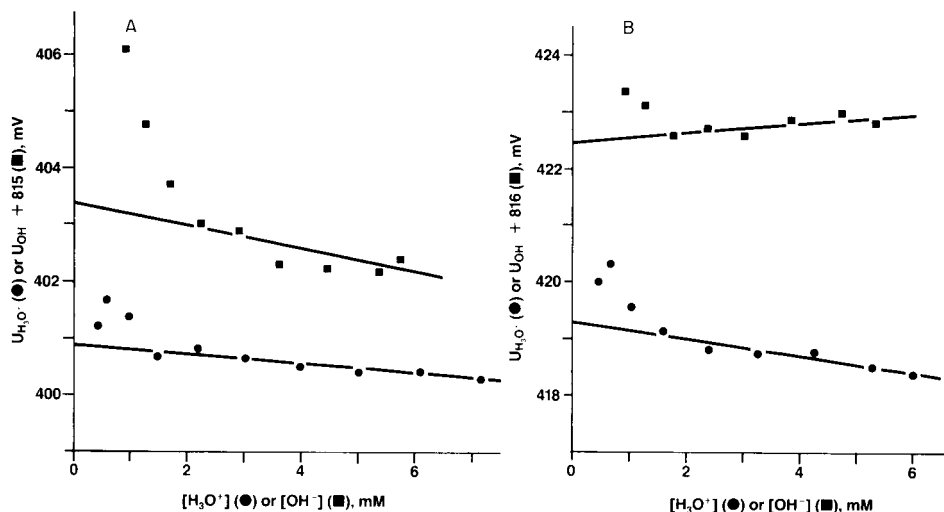 A
406
404
402
400
0
2
4
6
U_H₃O· (●) or U_OH + 815 (■), mV
[H₃O⁺] (●) or [OH⁻] (■), mM
B
424
422
420
418
0
2
4
6
U_H₃O· (●) or U_OH + 816 (■), mV
[H₃O⁺] (●) or [OH⁻] (■), mM